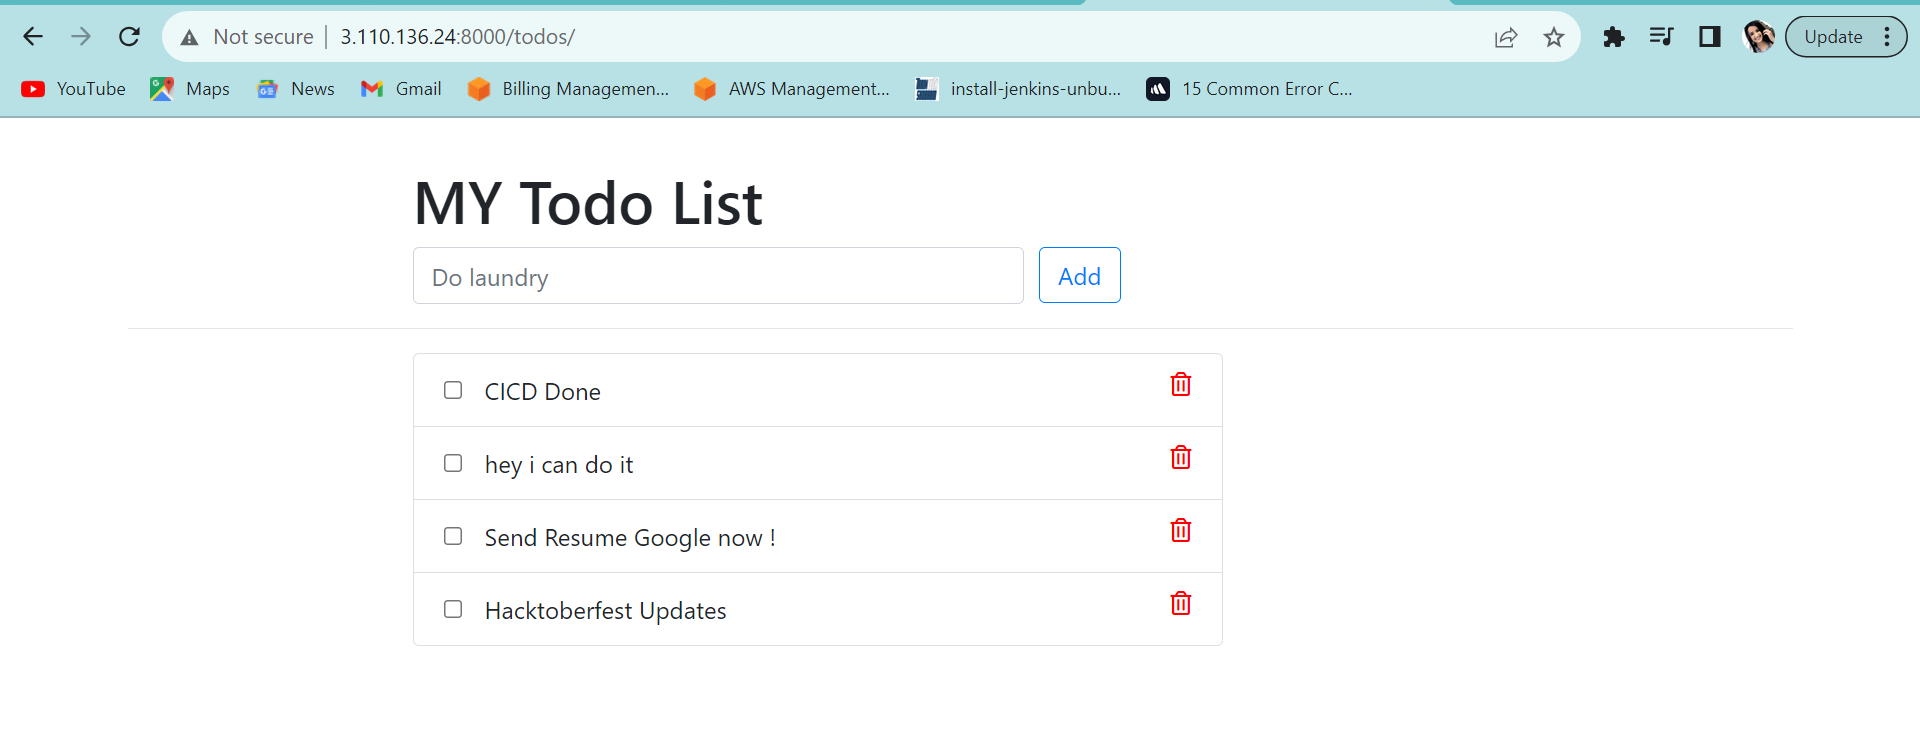 Not secure 3.110.136.24:8000/todos/ Update
YouTube Maps News Gmail Billing Managemen... AWS Management... install-jenkins-unbu... 15 Common Error C...
MY Todo List
Do laundry Add
CICD Done
hey i can do it
Send Resume Google now !
Hacktoberfest Updates